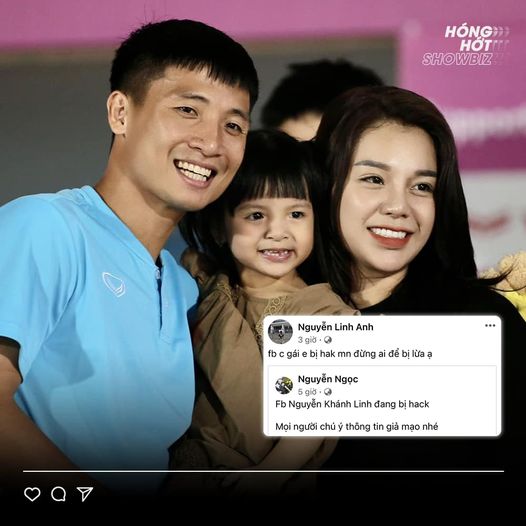 HÓNG
HỚT
SHOWBIZ
Nguyễn Linh Anh
3 giờ ·
fb c gái e bị hak mn đừng ai để bị lừa ạ
Nguyễn Ngọc
5 giờ ·
Fb Nguyễn Khánh Linh đang bị hack
Mọi người chú ý thông tin giả mạo nhé